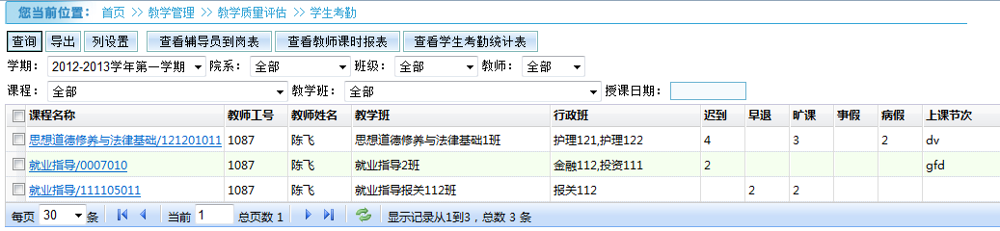 您当前位置： 首页 >> 教学管理 >> 教学质量评估 >> 学生考勤
查询 导出 列设置 查看辅导员到岗表 查看教师课时报表 查看学生考勤统计表
学期： 2012-2013学年第一学期 院系： 全部 班级： 全部 教师： 全部
课程： 全部 教学班： 全部 授课日期：
课程名称 教师工号 教师姓名 教学班 行政班 迟到 早退 旷课 事假 病假 上课节次
思想道德修养与法律基础/121201011 1087 陈飞 思想道德修养与法律基础1班 护理121,护理122 4 3 2 dv
就业指导/0007010 1087 陈飞 就业指导2班 金融112,投资111 2 gfd
就业指导/111105011 1087 陈飞 就业指导报关112班 报关112 2 2
每页 30 条 当前 1 总页数 1 显示记录从1到3，总数 3 条